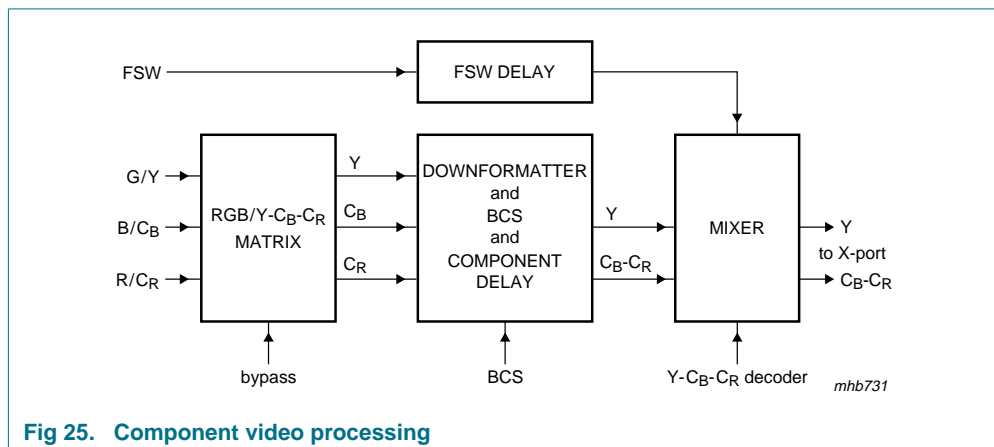 FSW
FSW DELAY
G/Y
B/CB
R/CR
RGB/Y-CB-CR
MATRIX
Y
CB
CR
DOWNFORMATTER
and
BCS
and
COMPONENT
DELAY
Y
CB-CR
MIXER
Y
to X-port
CB-CR
bypass
BCS
Y-CB-CR decoder
mhb731
Fig 25. Component video processing